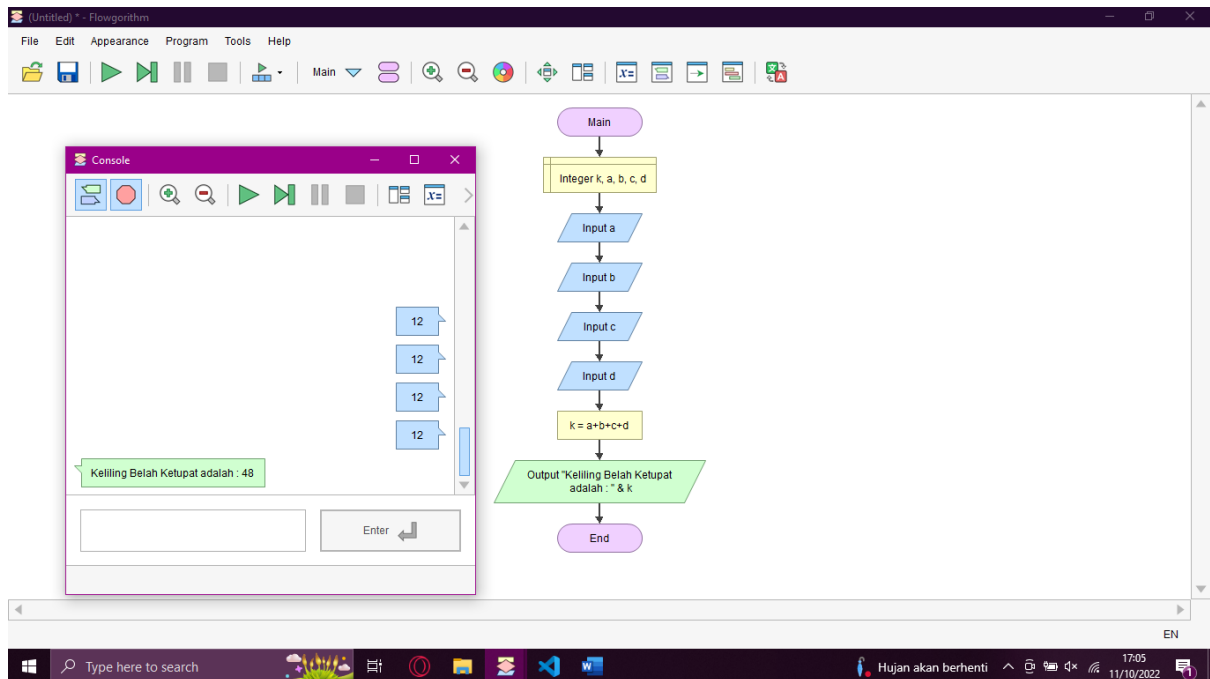 (Untitled) * - Flowgorithm
File Edit Appearance Program Tools Help
Main
x=
Main
Integer k, a, b, c, d
Input a
Input b
Input c
Input d
k = a+b+c+d
Output "Keliling Belah Ketupat
adalah : " & k
End
Console
x=
12
12
12
12
Keliling Belah Ketupat adalah : 48
Enter
EN
Type here to search
Hujan akan berhenti
17:05
11/10/2022
1